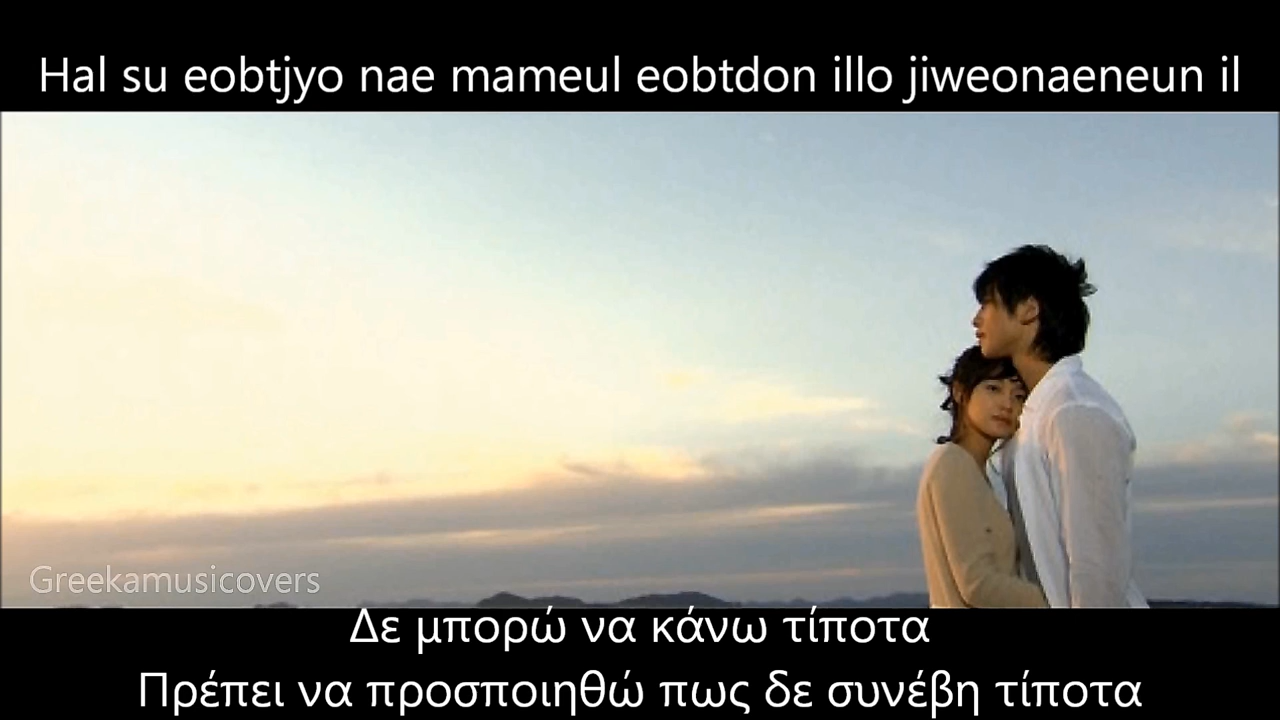 Hal su eobtjyo nae mameul eobtdon illo jiweonaeneun il
Greekamusicovers
Δε μπορώ να κάνω τίποτα
Πρέπει να προσποιηθώ πως δε συνέβη τίποτα